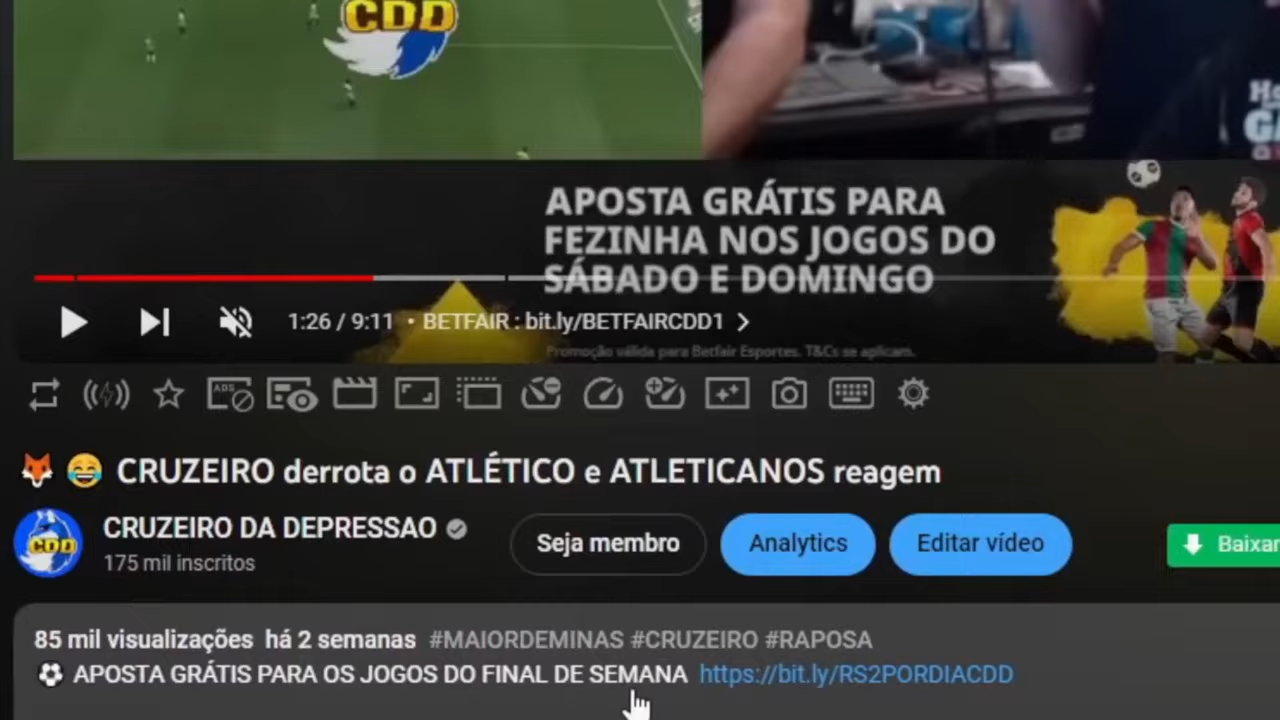 CDD
APOSTA GRÁTIS PARA
FEZINHA NOS JOGOS DO
SÁBADO E DOMINGO
1:26 / 9:11 • BETFAIR : bit.ly/BETFAIRCDD1
Promoção válida para Betfair Esportes. T&Cs se aplicam.
ADS
🦊 😂 CRUZEIRO derrota o ATLÉTICO e ATLETICANOS reagem
CDD
CRUZEIRO DA DEPRESSAO
175 mil inscritos
Seja membro
Analytics
Editar vídeo
Baixar
85 mil visualizações há 2 semanas #MAIORDEMINAS #CRUZEIRO #RAPOSA
⚽ APOSTA GRÁTIS PARA OS JOGOS DO FINAL DE SEMANA https://bit.ly/RS2PORDIACDD